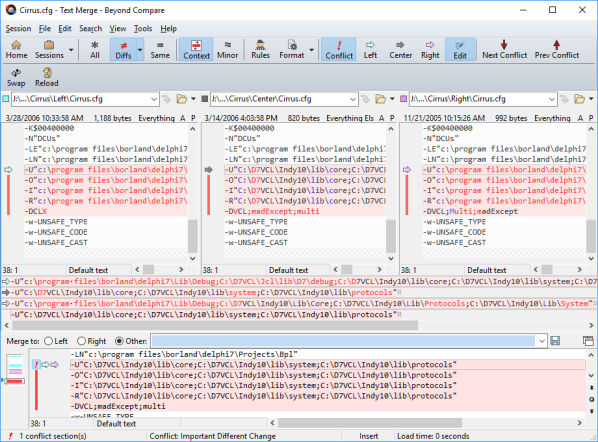 Cirrus.cfg - Text Merge - Beyond Compare
Session File Edit Search View Tools Help
Home Sessions All Diffs Same Context Minor Rules Format Conflict Left Center Right Edit Next Conflict Prev Conflict
Swap Reload
J:\...\Cirrus\Left\Cirrus.cfg J:\...\Cirrus\Center\Cirrus.cfg J:\...\Cirrus\Right\Cirrus.cfg
3/28/2006 10:33:58 AM 1,188 bytes Everything A P 3/14/2006 4:03:58 PM 820 bytes Everything Els A P 11/21/2005 10:15:26 AM 992 bytes Everything A P
-K$00400000 -K$00400000 -K$00400000
-N"DCUs" -N"DCUs" -N"DCUs"
-LE"c:\program files\borland\delphi7 -LE"c:\program files\borland\delphi7 -LE"c:\program files\borland\delphi7
-LN"c:\program files\borland\delphi7 -LN"c:\program files\borland\delphi7 -LN"c:\program files\borland\delphi7
-U"c:\program files\borland\delphi7\ -U"C:\D7VCL\Indy10\lib\core;C:\D7VCL -U"c:\program files\borland\delphi7\
-O"c:\program files\borland\delphi7\ -O"C:\D7VCL\Indy10\lib\core;C:\D7VCL -O"c:\program files\borland\delphi7\
-I"c:\program files\borland\delphi7\ -I"C:\D7VCL\Indy10\lib\core;C:\D7VCL -I"c:\program files\borland\delphi7\
-R"c:\program files\borland\delphi7\ -R"C:\D7VCL\Indy10\lib\core;C:\D7VCL -R"c:\program files\borland\delphi7\
-DCLX -DVCL;madExcept;multi -DVCL;Multi;madExcept
-w-UNSAFE_TYPE -w-UNSAFE_TYPE -w-UNSAFE_TYPE
-w-UNSAFE_CODE -w-UNSAFE_CODE -w-UNSAFE_CODE
-w-UNSAFE_CAST -w-UNSAFE_CAST -w-UNSAFE_CAST
38: 1 Default text 38: 1 Default text 38: 1 Default text
-U"c:\program·files\borland\delphi7\Lib\Debug;C:\D7VCL\Jcl\lib\D7\debug;C:\D7VCL\Indy10\lib\core;C:\D7VCL\Indy10\lib\system;C:\D7
-U"C:\D7VCL\Indy10\lib\core;C:\D7VCL\Indy10\lib\system;C:\D7VCL\Indy10\lib\protocols"¤
-U"c:\program·files\borland\delphi7\Lib\Debug;C:\D7VCL\Indy10\Lib\Core;C:\D7VCL\Indy10\Lib\Protocols;C:\D7VCL\Indy10\Lib\System"¤
-U"C:\D7VCL\Indy10\lib\core;C:\D7VCL\Indy10\lib\system;C:\D7VCL\Indy10\lib\protocols"¤
Merge to: Left Right Other:
-LN"c:\program files\borland\delphi7\Projects\Bpl"
-U"C:\D7VCL\Indy10\lib\core;C:\D7VCL\Indy10\lib\system;C:\D7VCL\Indy10\lib\protocols"
-O"C:\D7VCL\Indy10\lib\core;C:\D7VCL\Indy10\lib\system;C:\D7VCL\Indy10\lib\protocols"
-I"C:\D7VCL\Indy10\lib\core;C:\D7VCL\Indy10\lib\system;C:\D7VCL\Indy10\lib\protocols"
-R"C:\D7VCL\Indy10\lib\core;C:\D7VCL\Indy10\lib\system;C:\D7VCL\Indy10\lib\protocols"
-DVCL;madExcept;multi
-w-UNSAFE_TYPE
38: 1 Default text
1 conflict section(s) Conflict: Important Different Change Insert Load time: 0 seconds